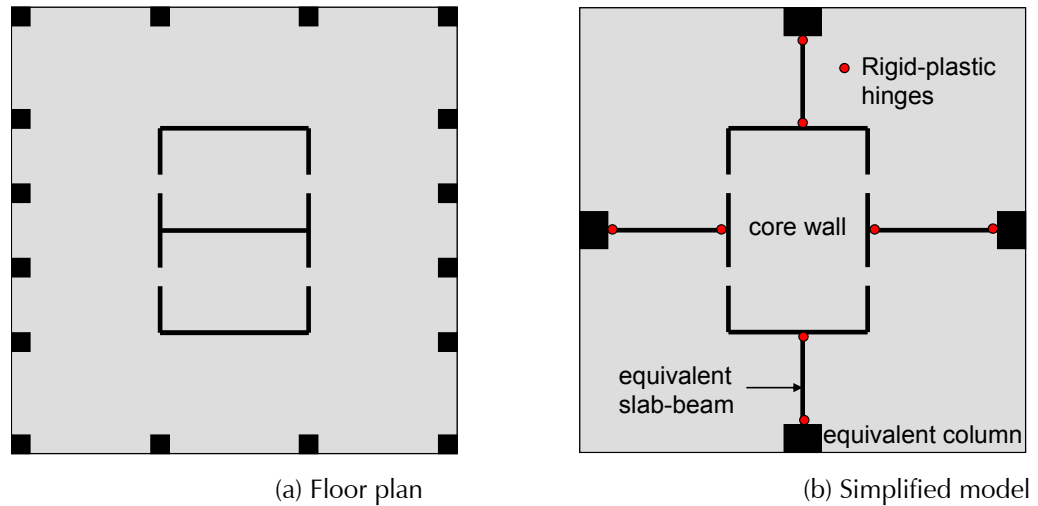 Rigid-plastic
hinges
core wall
equivalent
slab-beam
equivalent column
(a) Floor plan
(b) Simplified model